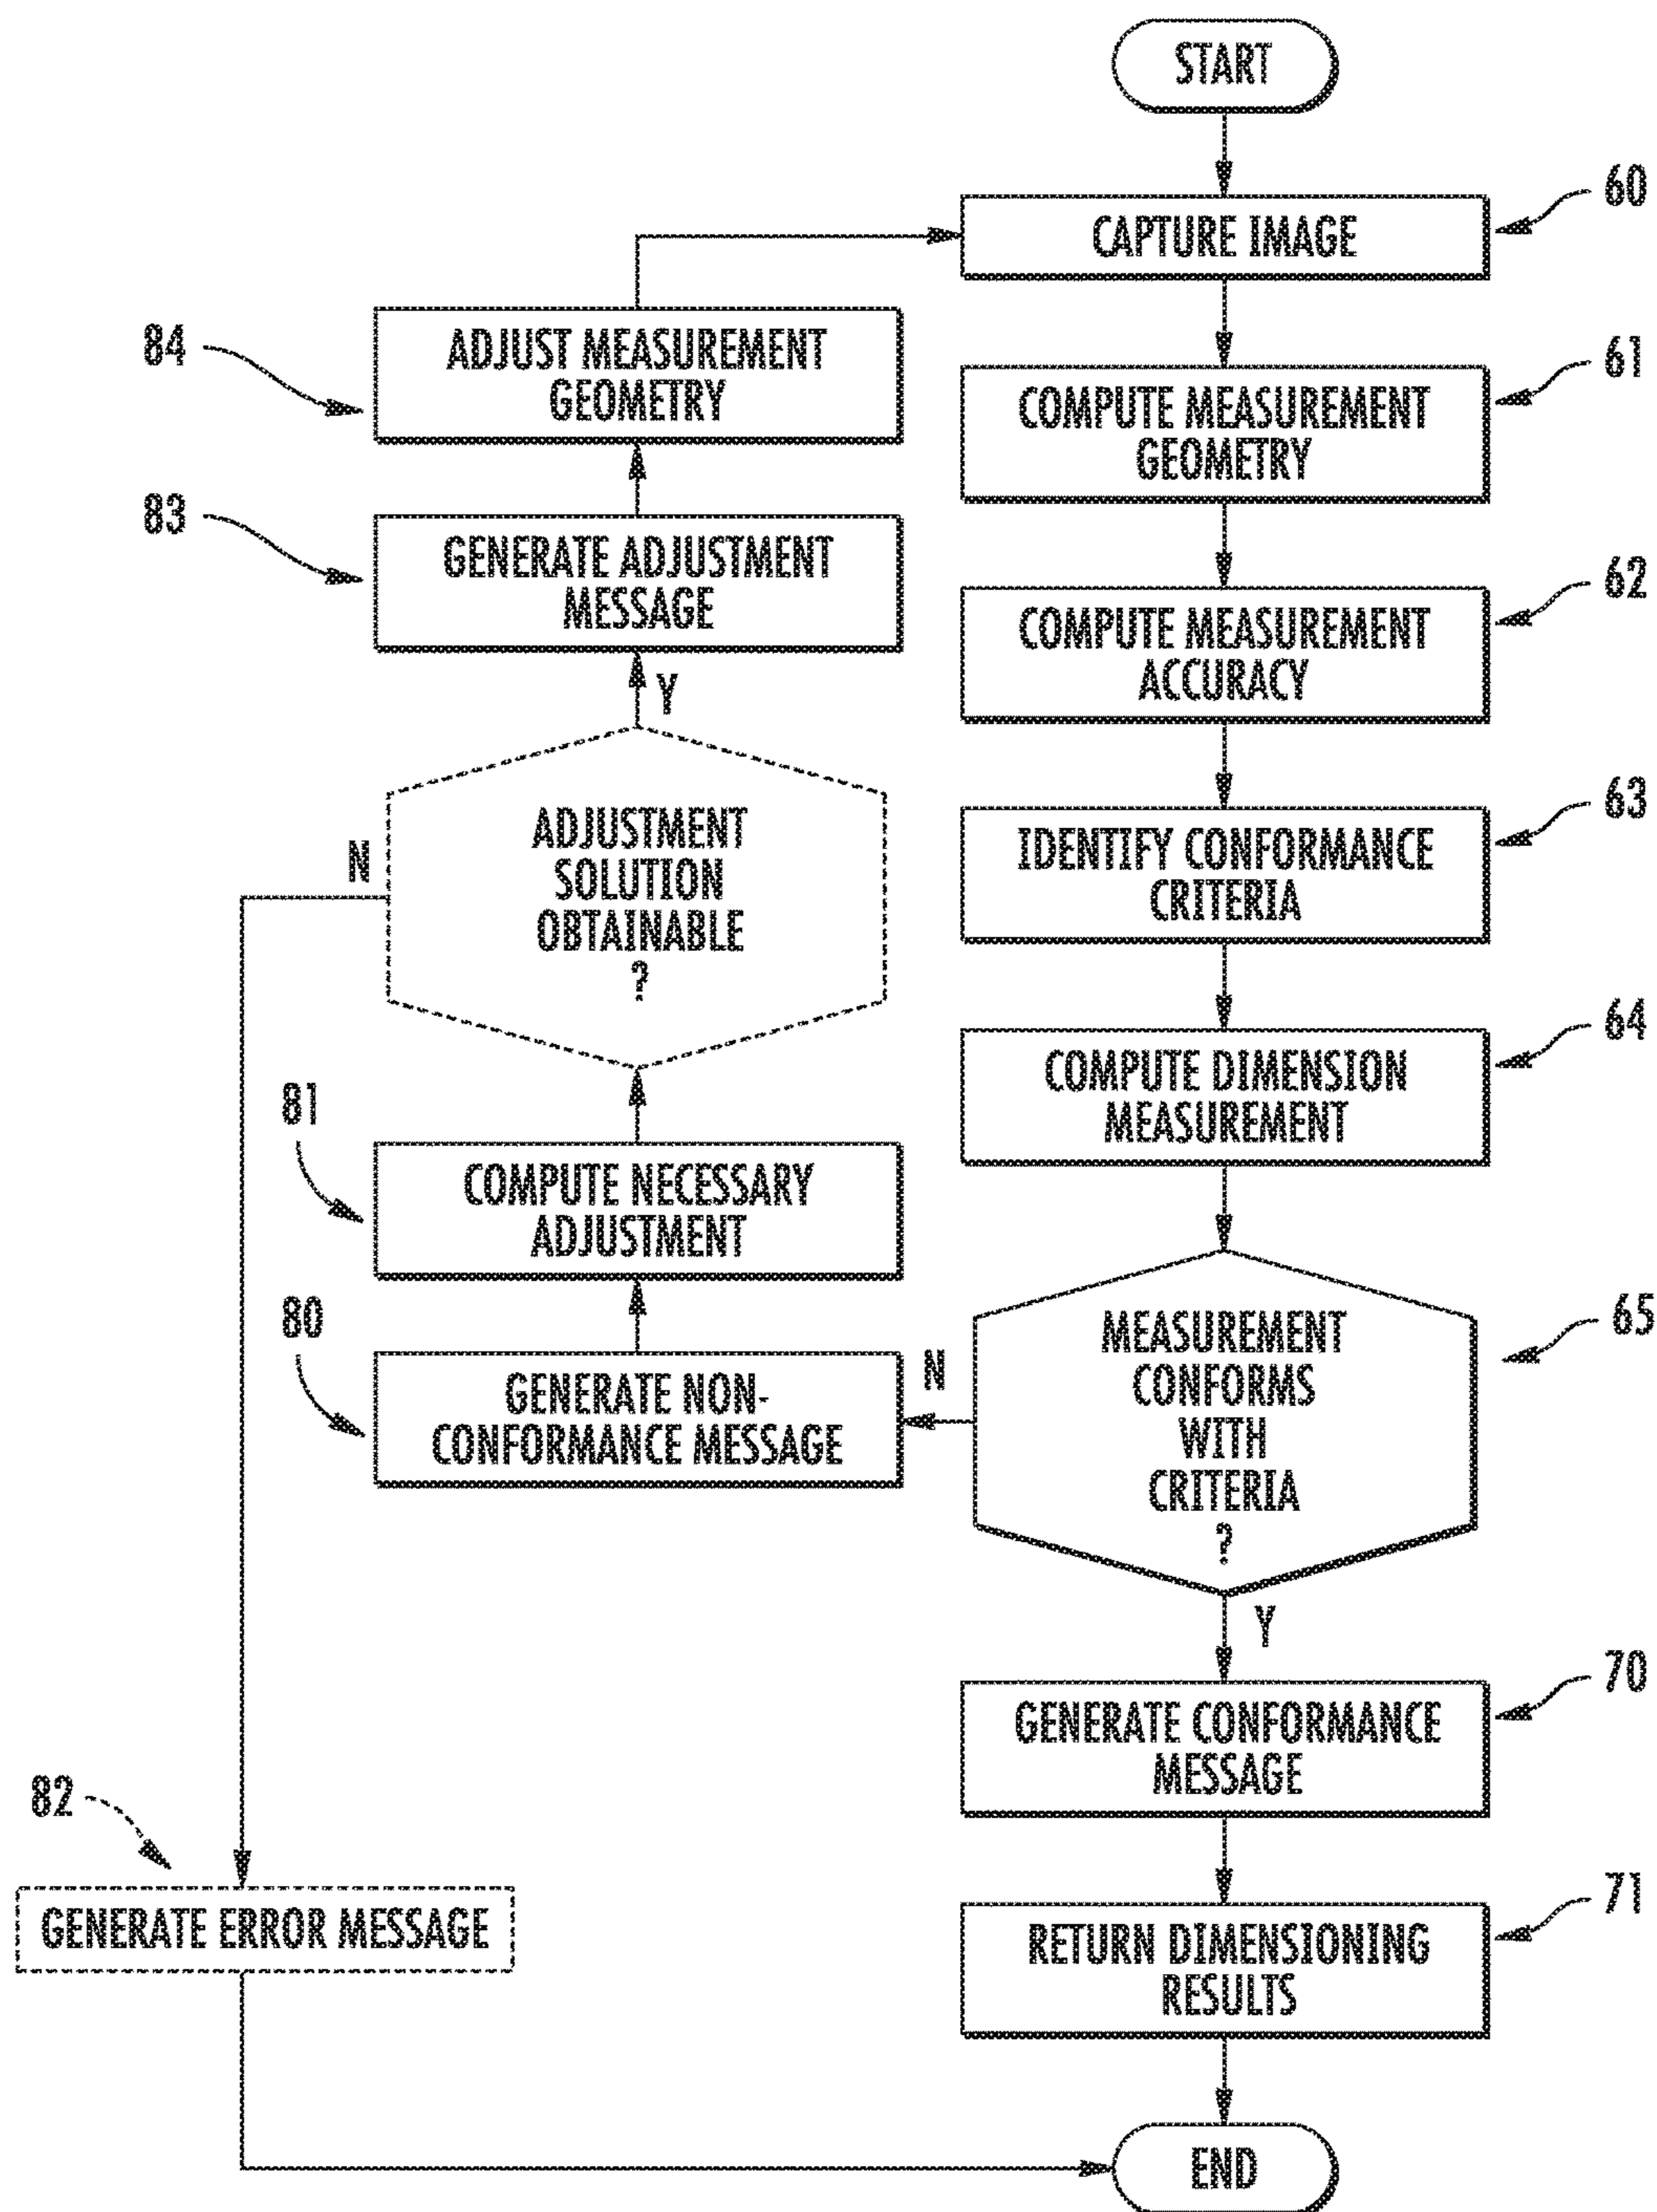 START
60
CAPTURE IMAGE
61
COMPUTE MEASUREMENT
GEOMETRY
62
COMPUTE MEASUREMENT
ACCURACY
63
IDENTIFY CONFORMANCE
CRITERIA
64
COMPUTE DIMENSION
MEASUREMENT
65
MEASUREMENT
CONFORMS
WITH
CRITERIA
?
N
Y
70
GENERATE CONFORMANCE
MESSAGE
71
RETURN DIMENSIONING
RESULTS
END
80
GENERATE NON-
CONFORMANCE MESSAGE
81
COMPUTE NECESSARY
ADJUSTMENT
ADJUSTMENT
SOLUTION
OBTAINABLE
?
N
Y
83
GENERATE ADJUSTMENT
MESSAGE
84
ADJUST MEASUREMENT
GEOMETRY
82
GENERATE ERROR MESSAGE